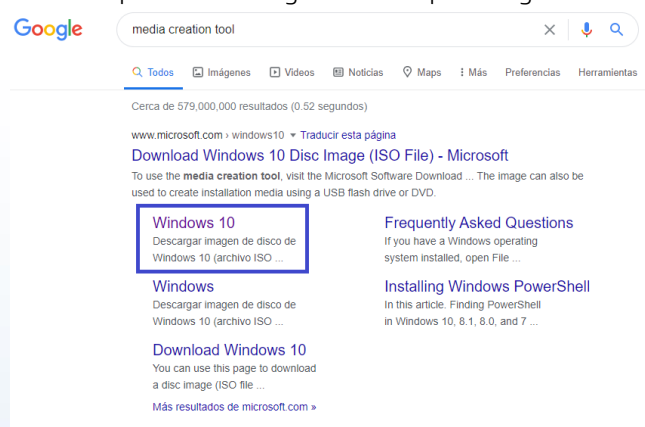 Google
media creation tool
Todos Imágenes Videos Noticias Maps Más Preferencias Herramientas
Cerca de 579,000,000 resultados (0.52 segundos)
www.microsoft.com › windows10 Traducir esta página
Download Windows 10 Disc Image (ISO File) - Microsoft
To use the media creation tool, visit the Microsoft Software Download ... The image can also be
used to create installation media using a USB flash drive or DVD.
Windows 10
Descargar imagen de disco de
Windows 10 (archivo ISO ...
Frequently Asked Questions
If you have a Windows operating
system installed, open File ...
Windows
Descargar imagen de disco de
Windows 10 (archivo ISO ...
Installing Windows PowerShell
In this article. Finding PowerShell
in Windows 10, 8.1, 8.0, and 7 ...
Download Windows 10
You can use this page to download
a disc image (ISO file ...
Más resultados de microsoft.com »